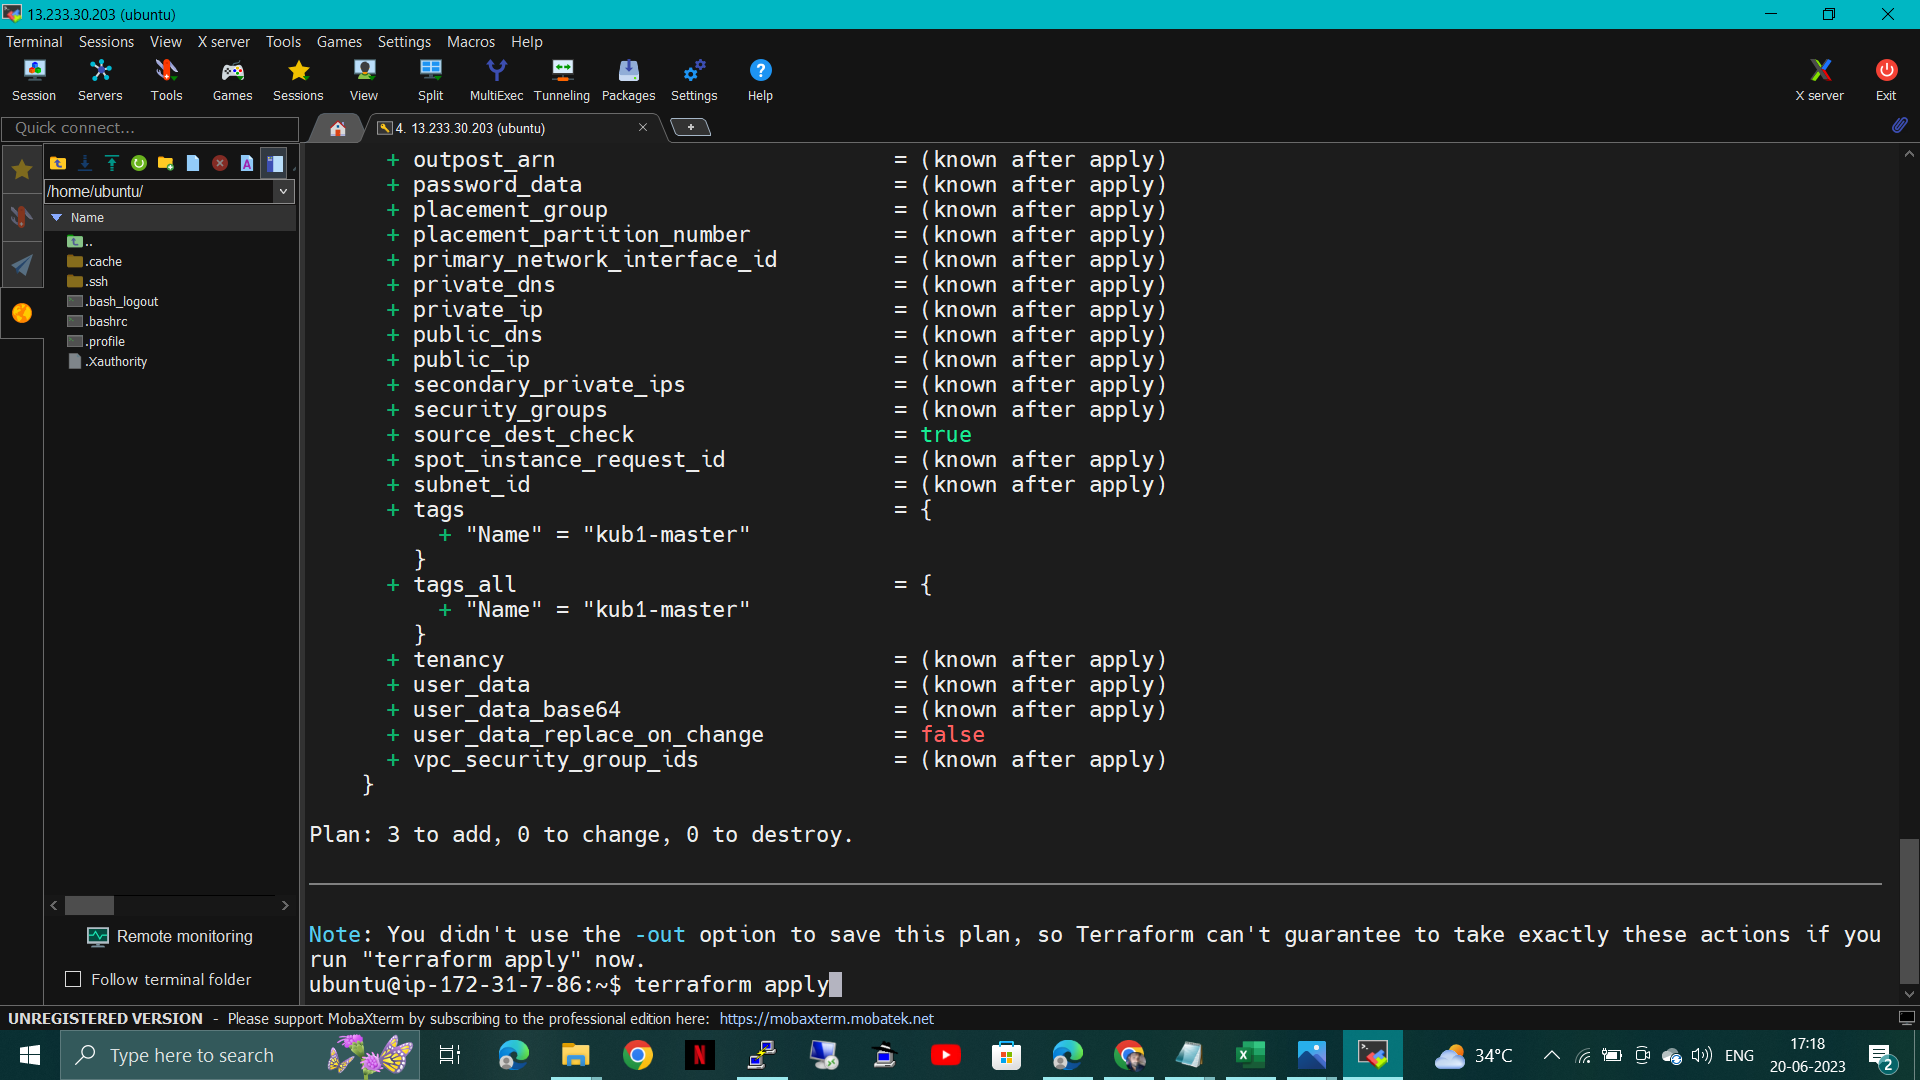 13.233.30.203 (ubuntu)
Terminal Sessions View X server Tools Games Settings Macros Help
Session Servers Tools Games Sessions View Split MultiExec Tunneling Packages Settings Help X server Exit
Quick connect...
4. 13.233.30.203 (ubuntu)
/home/ubuntu/
Name
..
.cache
.ssh
.bash_logout
.bashrc
.profile
.Xauthority
+ outpost_arn = (known after apply)
+ password_data = (known after apply)
+ placement_group = (known after apply)
+ placement_partition_number = (known after apply)
+ primary_network_interface_id = (known after apply)
+ private_dns = (known after apply)
+ private_ip = (known after apply)
+ public_dns = (known after apply)
+ public_ip = (known after apply)
+ secondary_private_ips = (known after apply)
+ security_groups = (known after apply)
+ source_dest_check = true
+ spot_instance_request_id = (known after apply)
+ subnet_id = (known after apply)
+ tags = {
+ "Name" = "kub1-master"
}
+ tags_all = {
+ "Name" = "kub1-master"
}
+ tenancy = (known after apply)
+ user_data = (known after apply)
+ user_data_base64 = (known after apply)
+ user_data_replace_on_change = false
+ vpc_security_group_ids = (known after apply)
}
Plan: 3 to add, 0 to change, 0 to destroy.
Note: You didn't use the -out option to save this plan, so Terraform can't guarantee to take exactly these actions if you
run "terraform apply" now.
ubuntu@ip-172-31-7-86:~$ terraform apply
Remote monitoring
Follow terminal folder
UNREGISTERED VERSION - Please support MobaXterm by subscribing to the professional edition here: https://mobaxterm.mobatek.net
Type here to search
34°C
ENG
17:18
20-06-2023
2